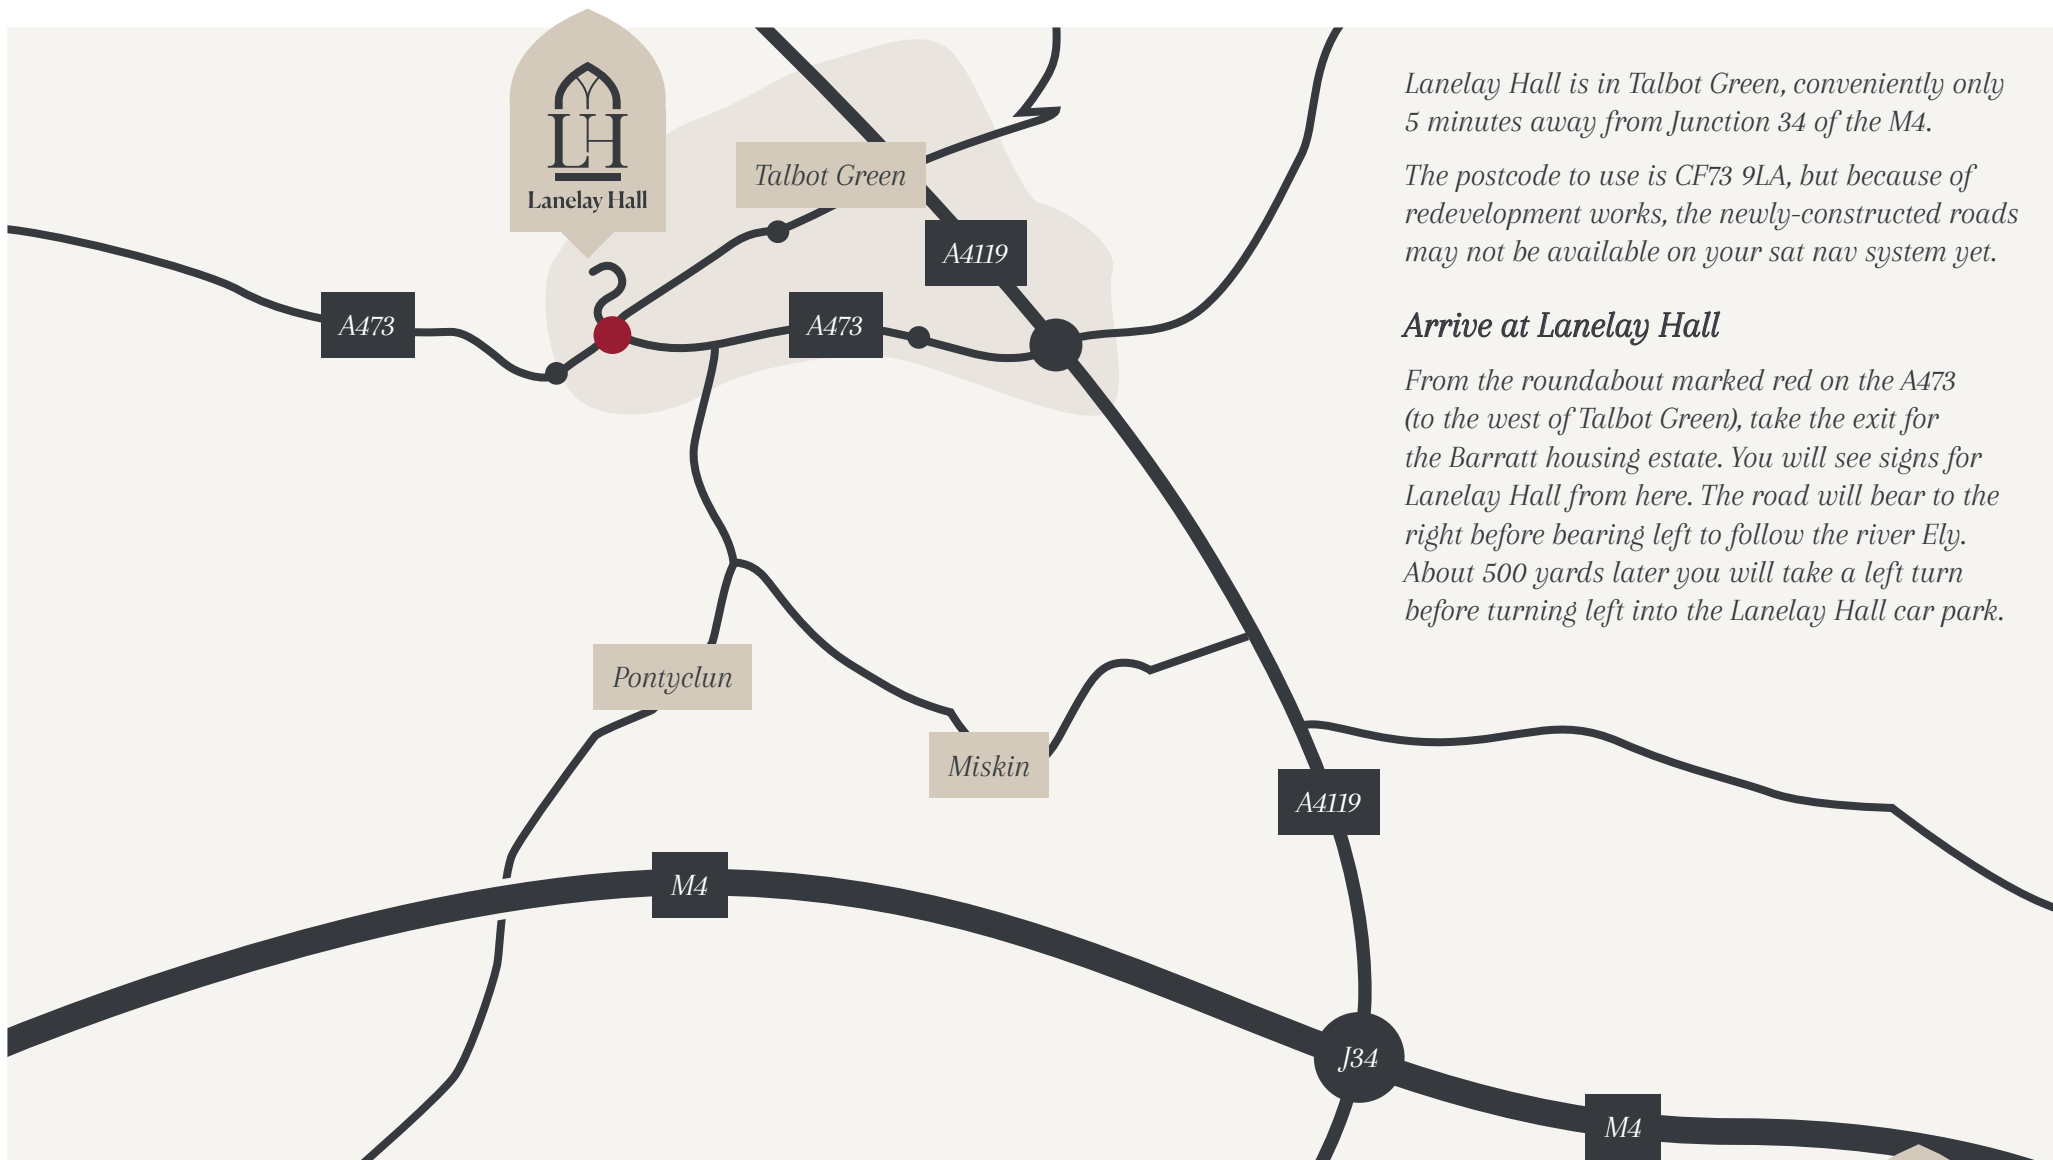 LH
Lanelay Hall
Talbot Green
A4119
A473
A473
Pontyclun
Miskin
A4119
M4
J34
M4
Lanelay Hall is in Talbot Green, conveniently only
5 minutes away from Junction 34 of the M4.
The postcode to use is CF73 9LA, but because of
redevelopment works, the newly-constructed roads
may not be available on your sat nav system yet.
Arrive at Lanelay Hall
From the roundabout marked red on the A473
(to the west of Talbot Green), take the exit for
the Barratt housing estate. You will see signs for
Lanelay Hall from here. The road will bear to the
right before bearing left to follow the river Ely.
About 500 yards later you will take a left turn
before turning left into the Lanelay Hall car park.